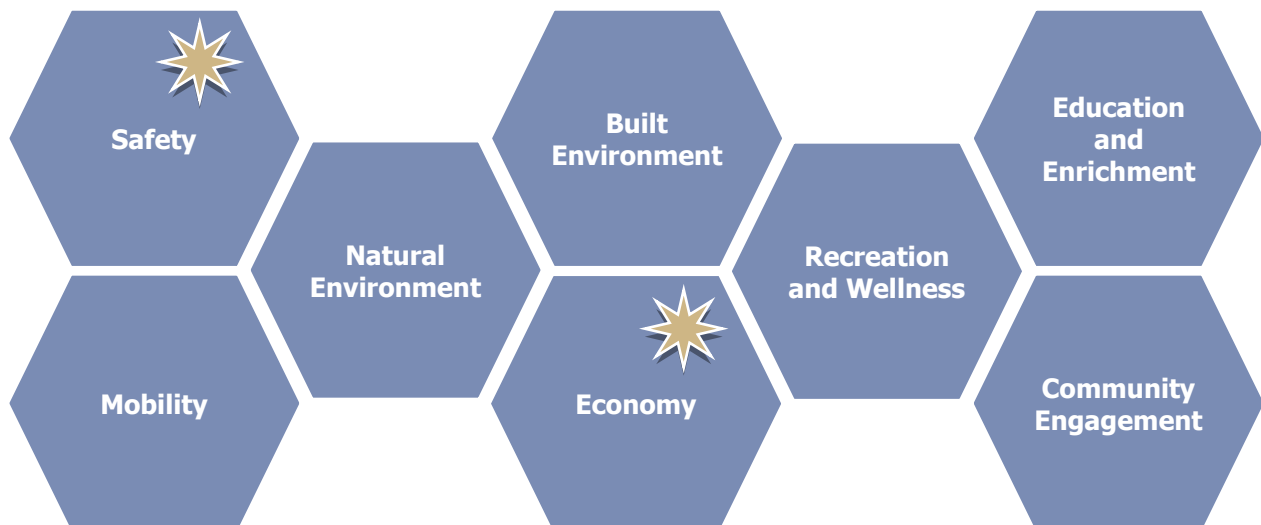 Safety
Built
Environment
Education
and
Enrichment
Natural
Environment
Recreation
and Wellness
Mobility
Economy
Community
Engagement